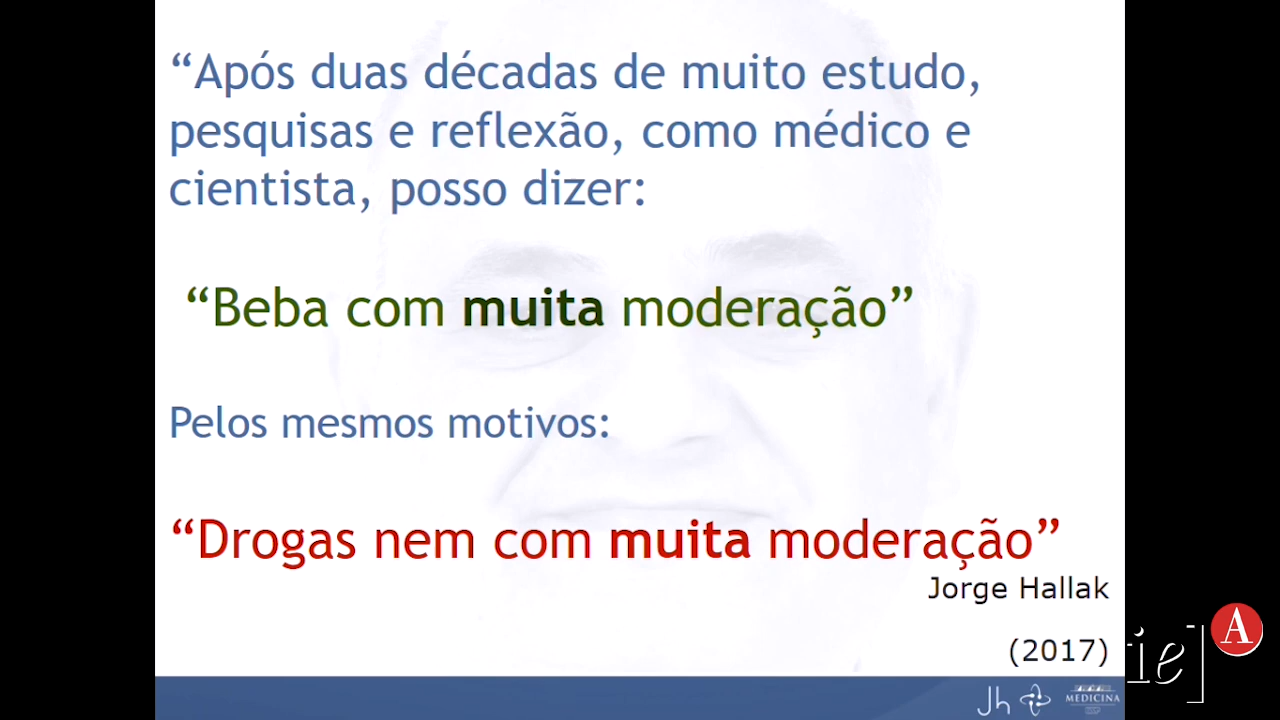 “Após duas décadas de muito estudo,
pesquisas e reflexão, como médico e
cientista, posso dizer:
“Beba com muita moderação”
Pelos mesmos motivos:
“Drogas nem com muita moderação”
Jorge Hallak
(2017)
Jh
MEDICINA
ie]
A